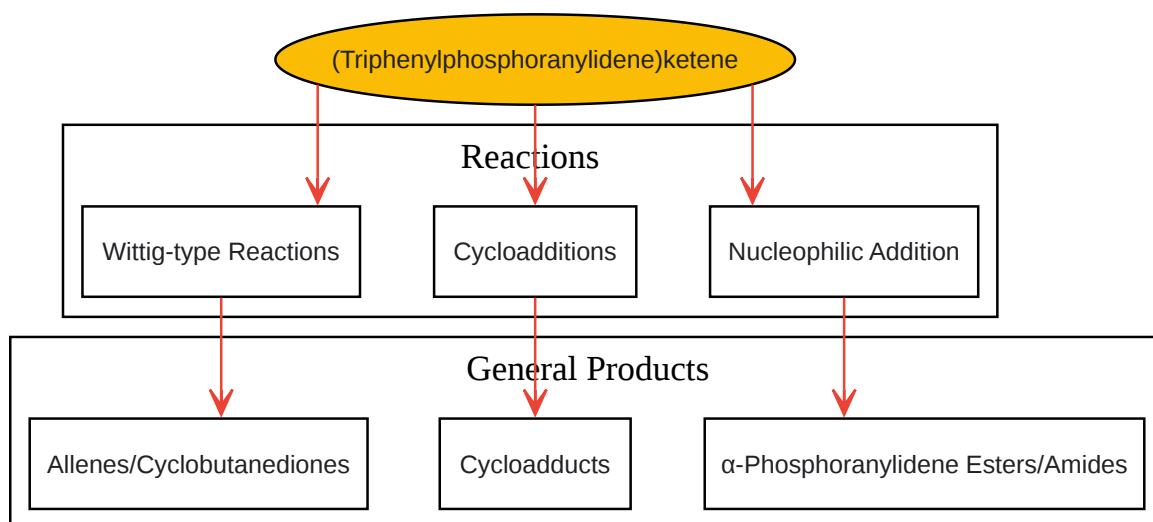 (Triphenylphosphoranylidene)ketene
Reactions
Wittig-type Reactions
Cycloadditions
Nucleophilic Addition
General Products
Allenes/Cyclobutanediones
Cycloadducts
α-Phosphoranylidene Esters/Amides